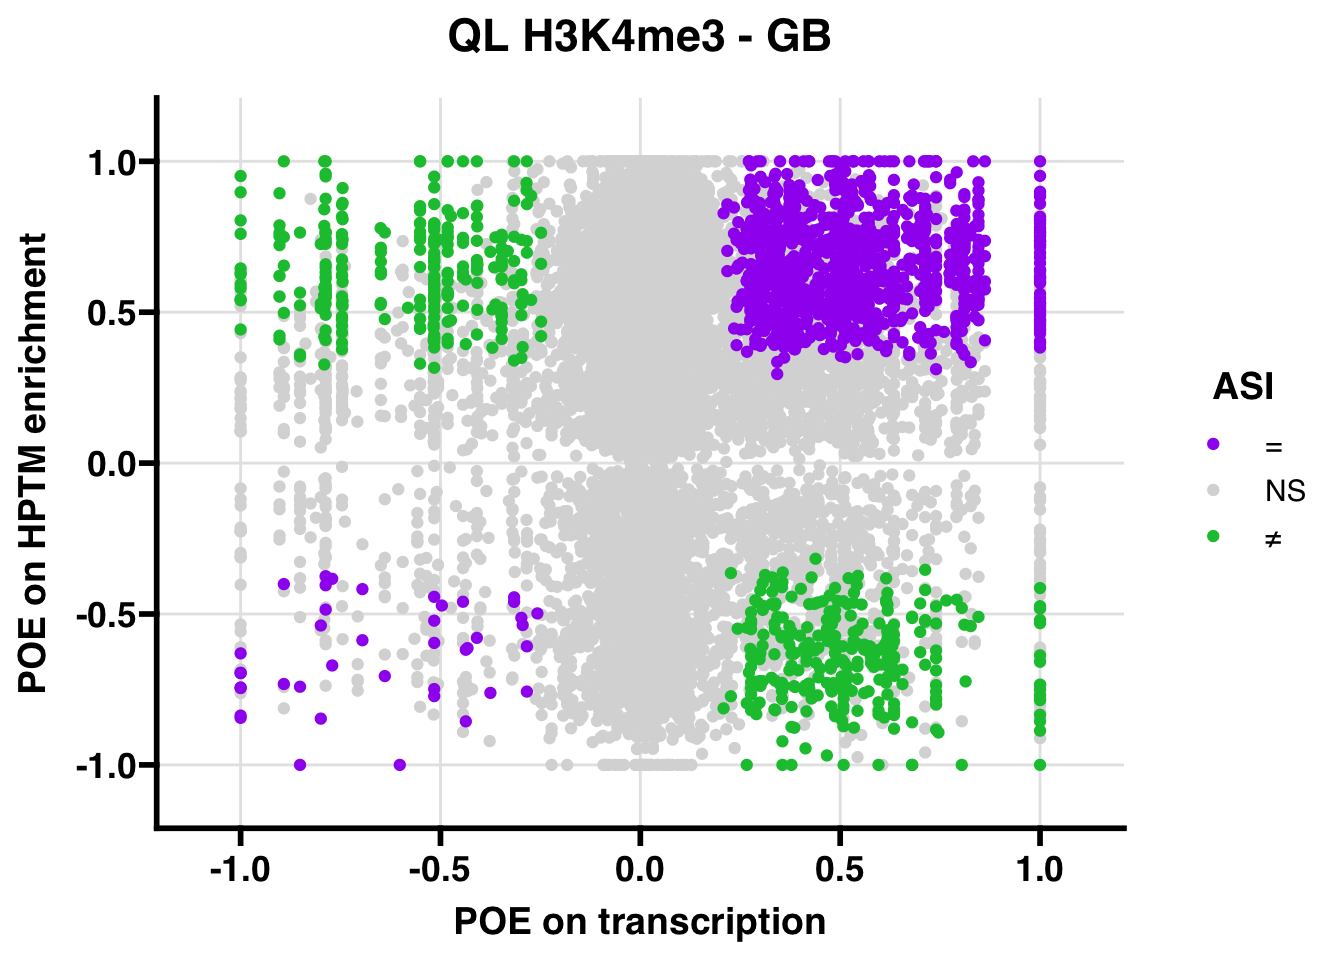 QL H3K4me3 - GB
POE on HPTM enrichment
1.0
0.5
0.0
-0.5
-1.0
-1.0
-0.5
0.0
0.5
1.0
POE on transcription
ASI
=
NS
≠